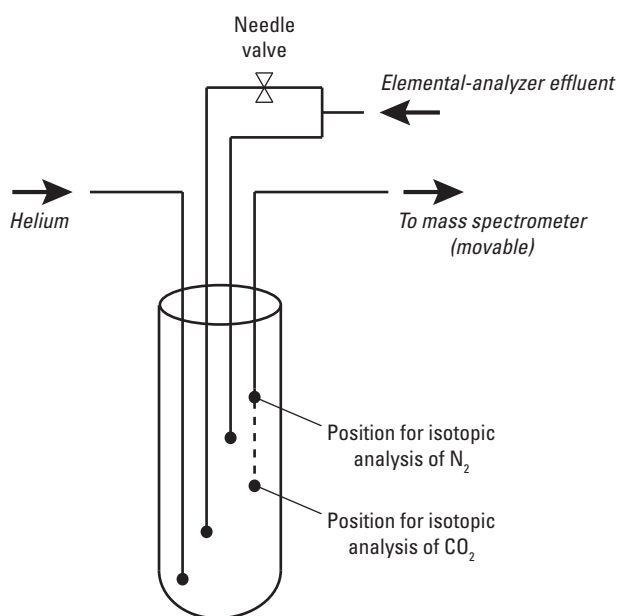 Needle
valve
Elemental-analyzer effluent
Helium
To mass spectrometer
(movable)
Position for isotopic
analysis of N₂
Position for isotopic
analysis of CO₂